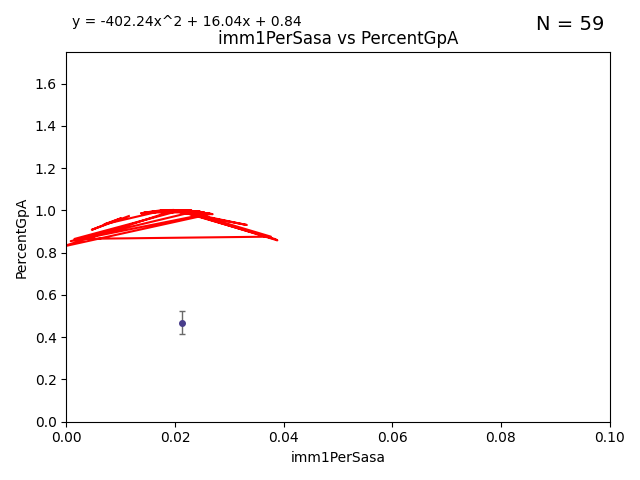 y = -402.24x^2 + 16.04x + 0.84
N = 59
imm1PerSasa vs PercentGpA
1.6
1.4
1.2
1.0
0.8
0.6
0.4
0.2
0.0
PercentGpA
0.00 0.02 0.04 0.06 0.08 0.10
imm1PerSasa